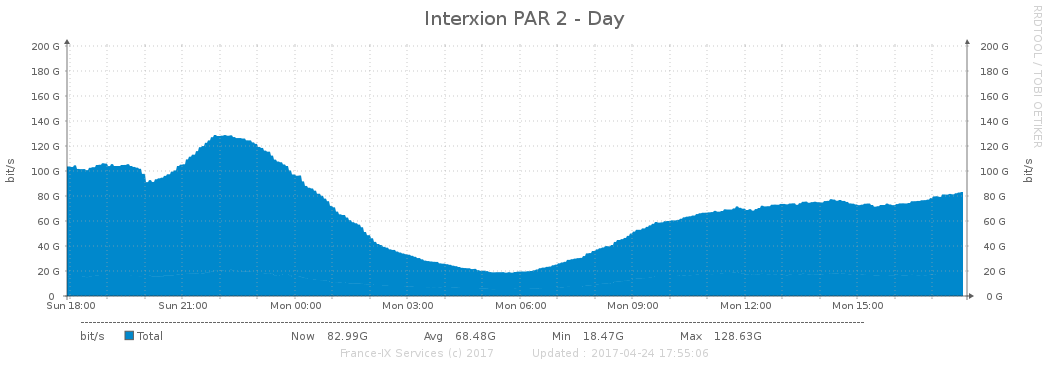 Interxion PAR 2 - Day
RRDTOOL / TOBI OETIKER
bit/s
bit/s
200 G 200 G
180 G 180 G
160 G 160 G
140 G 140 G
120 G 120 G
100 G 100 G
80 G 80 G
60 G 60 G
40 G 40 G
20 G 20 G
0 0 G
Sun 18:00 Sun 21:00 Mon 00:00 Mon 03:00 Mon 06:00 Mon 09:00 Mon 12:00 Mon 15:00
bit/s Total Now 82.99G Avg 68.48G Min 18.47G Max 128.63G
France-IX Services (c) 2017 Updated : 2017-04-24 17:55:06